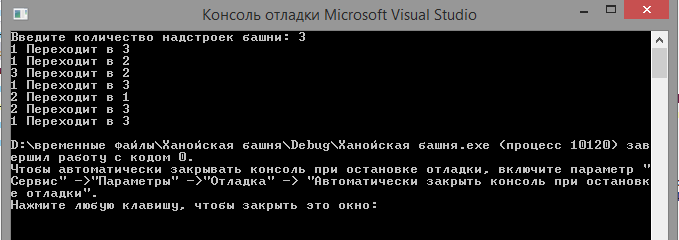 Консоль отладки Microsoft Visual Studio
Введите количество надстроек башни: 3
1 Переходит в 3
1 Переходит в 2
3 Переходит в 2
1 Переходит в 3
2 Переходит в 1
2 Переходит в 3
1 Переходит в 3
D:\временные файлы\Ханойская башня\Debug\Ханойская башня.exe (процесс 10120) зав
ершил работу с кодом 0.
Чтобы автоматически закрывать консоль при остановке отладки, включите параметр "
Сервис" ->"Параметры" ->"Отладка" -> "Автоматически закрыть консоль при остановк
е отладки".
Нажмите любую клавишу, чтобы закрыть это окно: